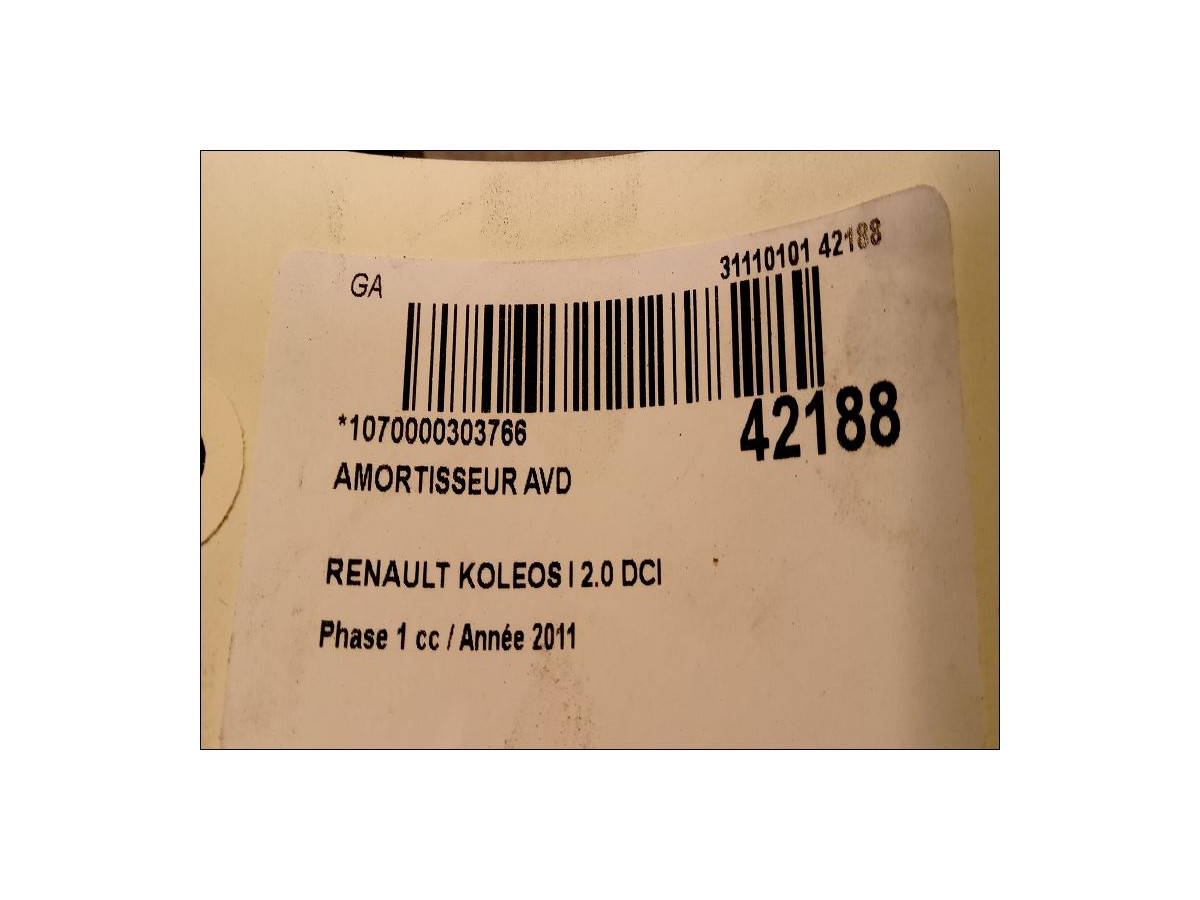 GA
31110101 42188
*1070000303766
42188
AMORTISSEUR AVD
RENAULT KOLEOS I 2.0 DCI
Phase 1 cc / Année 2011